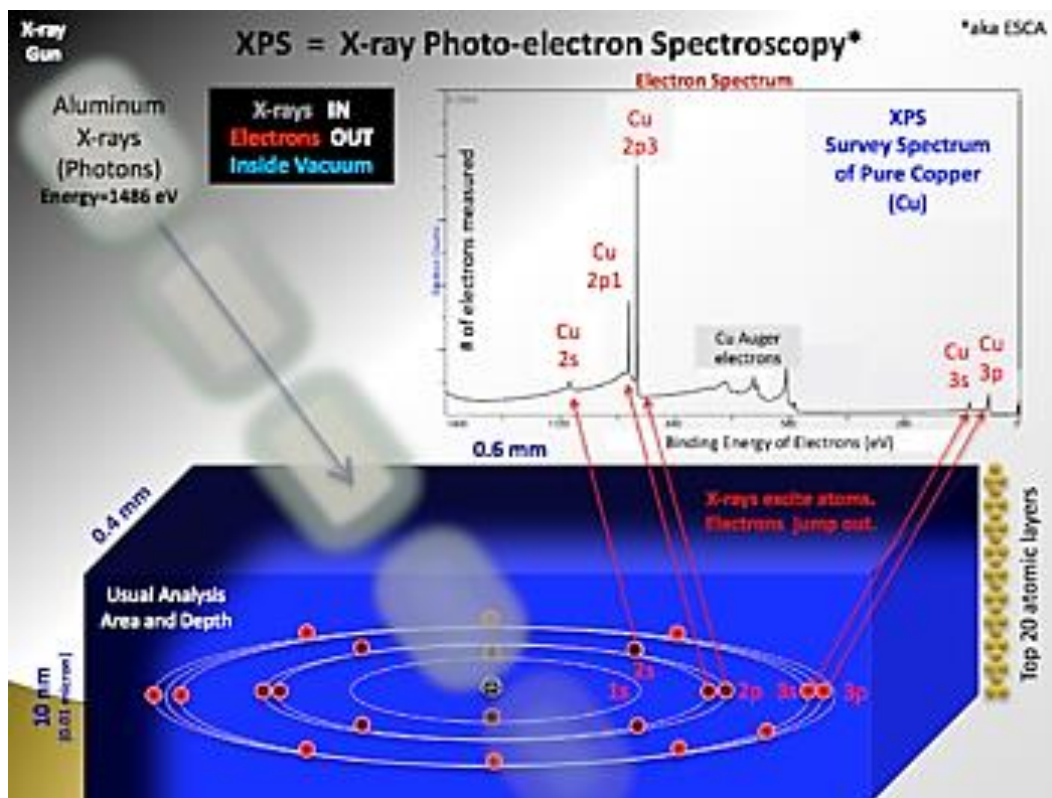 X-ray
Gun
XPS = X-ray Photo-electron Spectroscopy*
*aka ESCA
Aluminum
X-rays
(Photons)
Energy=1486 eV
X-rays IN
Electrons OUT
Inside Vacuum
Electron Spectrum
# of electrons measured
Cu
2p3
Cu
2p1
Cu
2s
Cu Auger
electrons
Cu
3s
Cu
3p
XPS
Survey Spectrum
of Pure Copper
(Cu)
Binding Energy of Electrons (eV)
0.6 mm
0.4 mm
X-rays excite atoms.
Electrons jump out.
Usual Analysis
Area and Depth
10 nm
(0.01 micron)
1s
2s
2p
3s
3p
Top 20 atomic layers